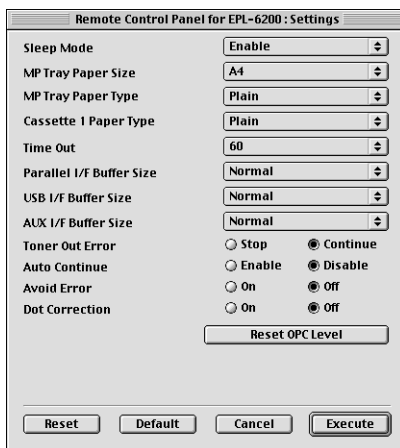 Remote Control Panel for EPL-6200 : Settings
Sleep Mode Enable
MP Tray Paper Size A4
MP Tray Paper Type Plain
Cassette 1 Paper Type Plain
Time Out 60
Parallel I/F Buffer Size Normal
USB I/F Buffer Size Normal
AUX I/F Buffer Size Normal
Toner Out Error Stop Continue
Auto Continue Enable Disable
Avoid Error On Off
Dot Correction On Off
Reset OPC Level
Reset Default Cancel Execute